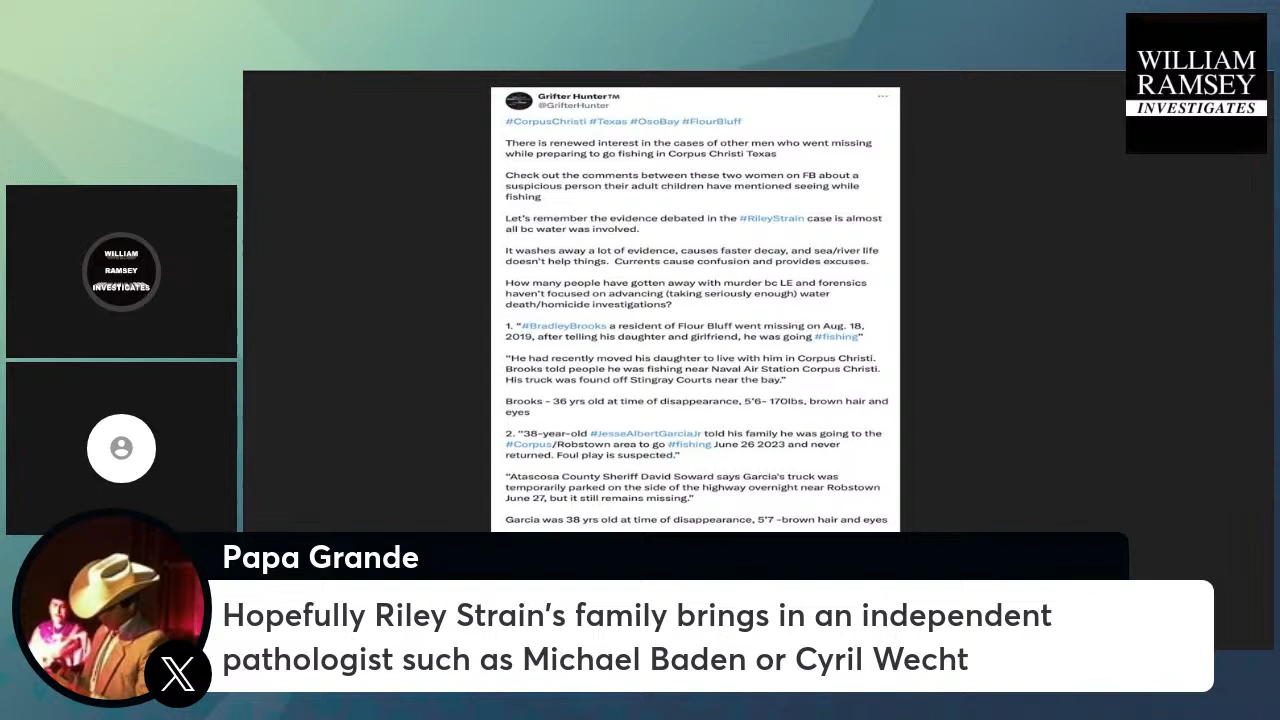 WILLIAM
RAMSEY
INVESTIGATES
Grifter Hunter™
@GrifterHunter
#CorpusChristi #Texas #OsoBay #FlourBluff
There is renewed interest in the cases of other men who went missing
while preparing to go fishing in Corpus Christi Texas
Check out the comments between these two women on FB about a
suspicious person their adult children have mentioned seeing while
fishing
Let's remember the evidence debated in the #RileyStrain case is almost
all bc water was involved.
It washes away a lot of evidence, causes faster decay, and sea/river life
doesn't help things.  Currents cause confusion and provides excuses.
How many people have gotten away with murder bc LE and forensics
haven't focused on advancing (taking seriously enough) water
death/homicide investigations?
1. "#BradleyBrooks a resident of Flour Bluff went missing on Aug. 18,
2019, after telling his daughter and girlfriend, he was going #fishing"
"He had recently moved his daughter to live with him in Corpus Christi.
Brooks told people he was fishing near Naval Air Station Corpus Christi.
His truck was found off Stingray Courts near the bay."
Brooks - 36 yrs old at time of disappearance, 5'6- 170lbs, brown hair and
eyes
2. "38-year-old #JesseAlbertGarciaJr told his family he was going to the
#Corpus/Robstown area to go #fishing June 26 2023 and never
returned. Foul play is suspected."
"Atascosa County Sheriff David Soward says Garcia's truck was
temporarily parked on the side of the highway overnight near Robstown
June 27, but it still remains missing."
Garcia was 38 yrs old at time of disappearance, 5'7 -brown hair and eyes
WILLIAM
RAMSEY
INVESTIGATES
Papa Grande
Hopefully Riley Strain's family brings in an independent
pathologist such as Michael Baden or Cyril Wecht